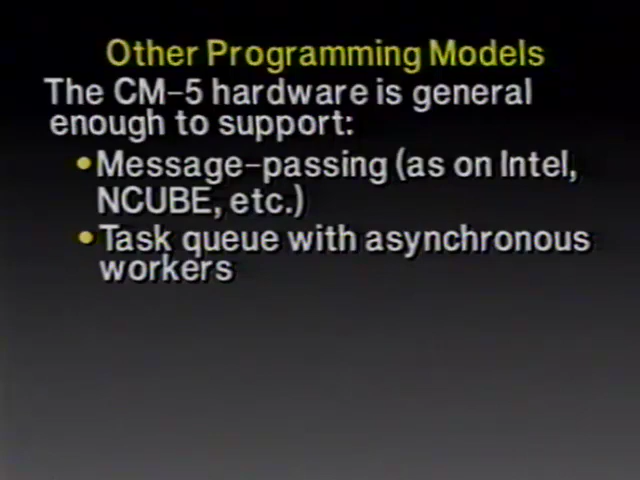 Other Programming Models
The CM-5 hardware is general
enough to support:
•Message-passing (as on Intel,
NCUBE, etc.)
•Task queue with asynchronous
workers